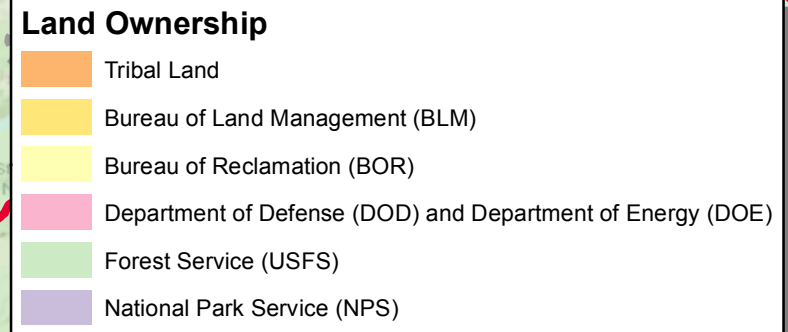 Land Ownership
Tribal Land
Bureau of Land Management (BLM)
Bureau of Reclamation (BOR)
Department of Defense (DOD) and Department of Energy (DOE)
Forest Service (USFS)
National Park Service (NPS)